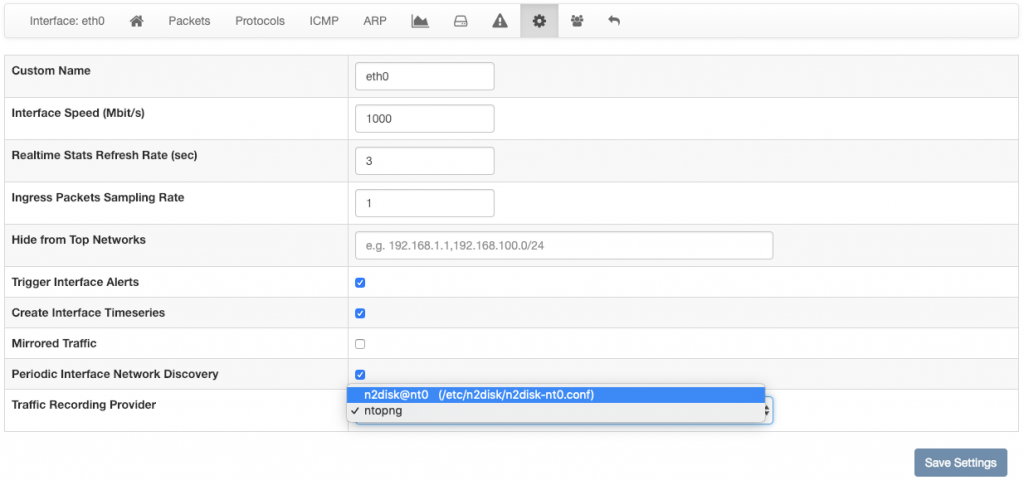 Interface: eth0 Packets Protocols ICMP ARP
Custom Name eth0
Interface Speed (Mbit/s) 1000
Realtime Stats Refresh Rate (sec) 3
Ingress Packets Sampling Rate 1
Hide from Top Networks e.g. 192.168.1.1,192.168.100.0/24
Trigger Interface Alerts
Create Interface Timeseries
Mirrored Traffic
Periodic Interface Network Discovery
n2disk@nt0 (/etc/n2disk/n2disk-nt0.conf)
Traffic Recording Provider ntopng
Save Settings